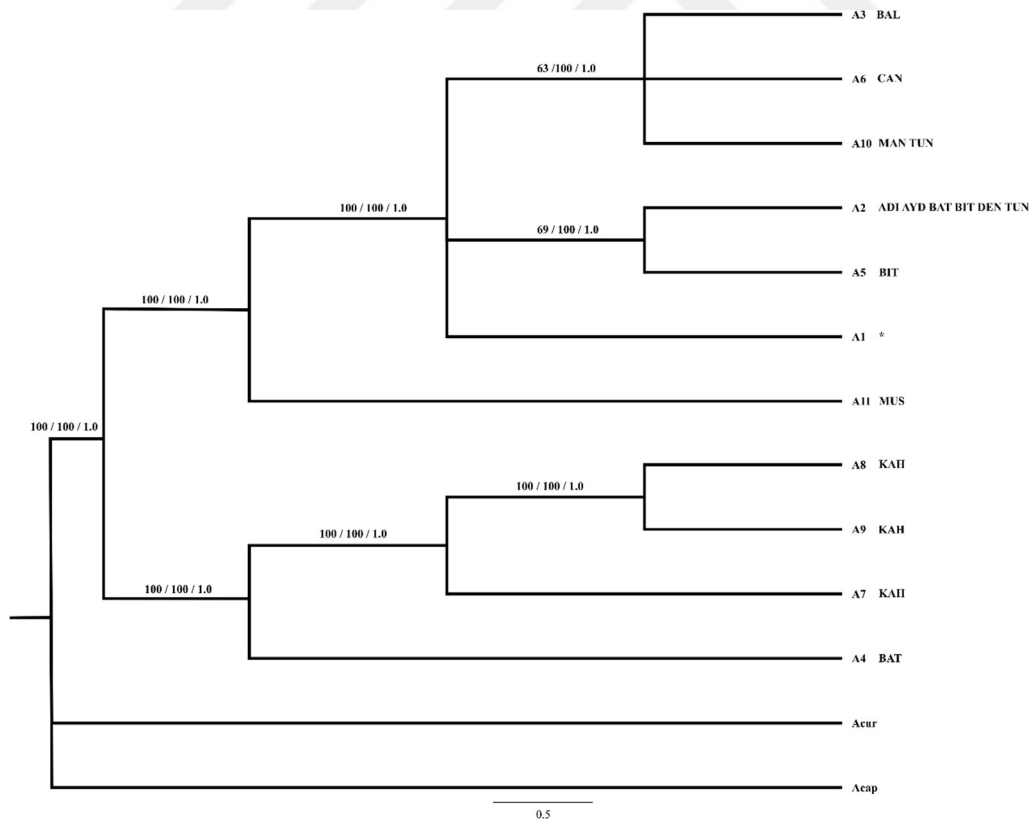 A3 BAL
63 /100 / 1.0
A6 CAN
A10 MAN TUN
100 / 100 / 1.0
A2 ADI AYD BAT BIT DEN TUN
69 / 100 / 1.0
A5 BIT
100 / 100 / 1.0
A1 *
A11 MUS
100 / 100 / 1.0
A8 KAH
100 / 100 / 1.0
A9 KAH
100 / 100 / 1.0
100 / 100 / 1.0
A7 KAH
A4 BAT
Acur
Acap
0.5